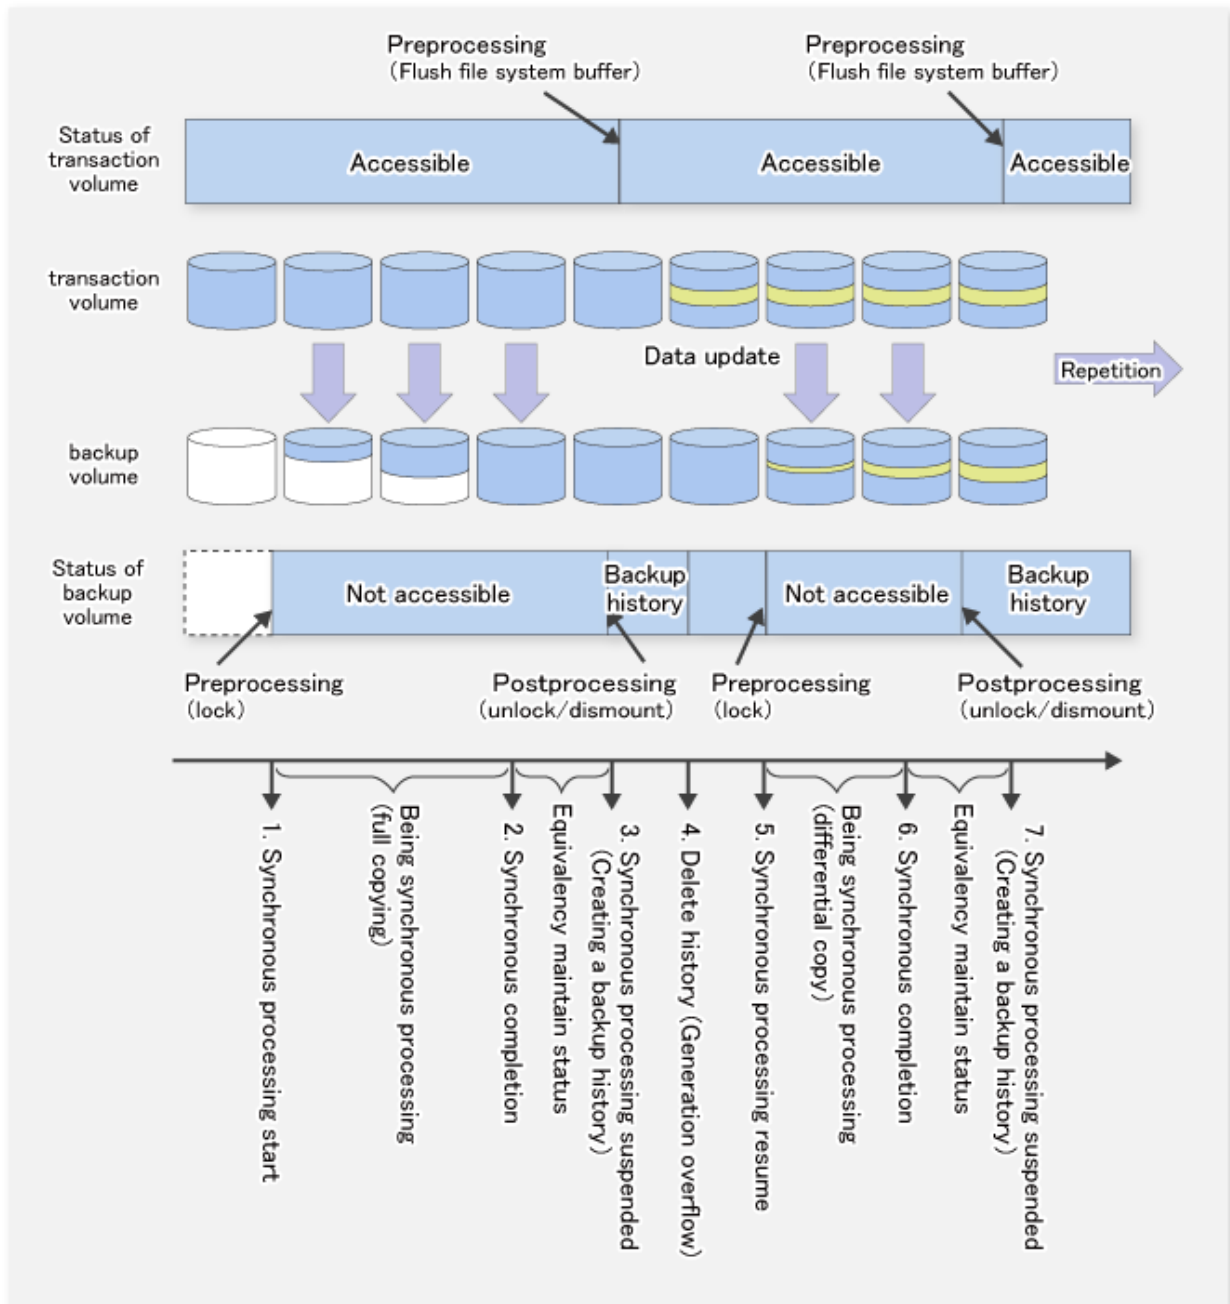 Preprocessing
(Flush file system buffer)
Preprocessing
(Flush file system buffer)
Status of
transaction
volume
Accessible
Accessible
Accessible
transaction
volume
Data update
Repetition
backup
volume
Status of
backup
volume
Not accessible
Backup
history
Not accessible
Backup
history
Preprocessing
(lock)
Postprocessing
(unlock/dismount)
Preprocessing
(lock)
Postprocessing
(unlock/dismount)
1. Synchronous processing start
Being synchronous processing
(full copying)
2. Synchronous completion
Equivalency maintain status
3. Synchronous processing suspended
(Creating a backup history)
4. Delete history (Generation overflow)
5. Synchronous processing resume
Being synchronous processing
(differential copy)
6. Synchronous completion
Equivalency maintain status
7. Synchronous processing suspended
(Creating a backup history)